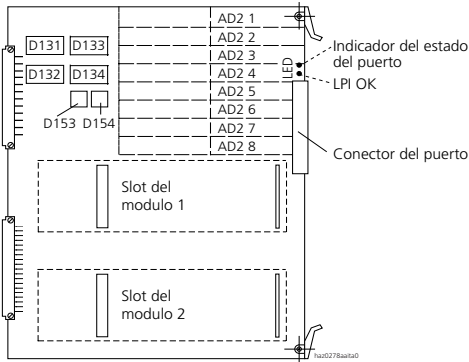 AD2 1
AD2 2
AD2 3
AD2 4
AD2 5
AD2 6
AD2 7
AD2 8
D131 D133
D132 D134
D153 D154
LED
Indicador del estado
del puerto
LPI OK
Conector del puerto
Slot del
modulo 1
Slot del
modulo 2
haz0278aaita0